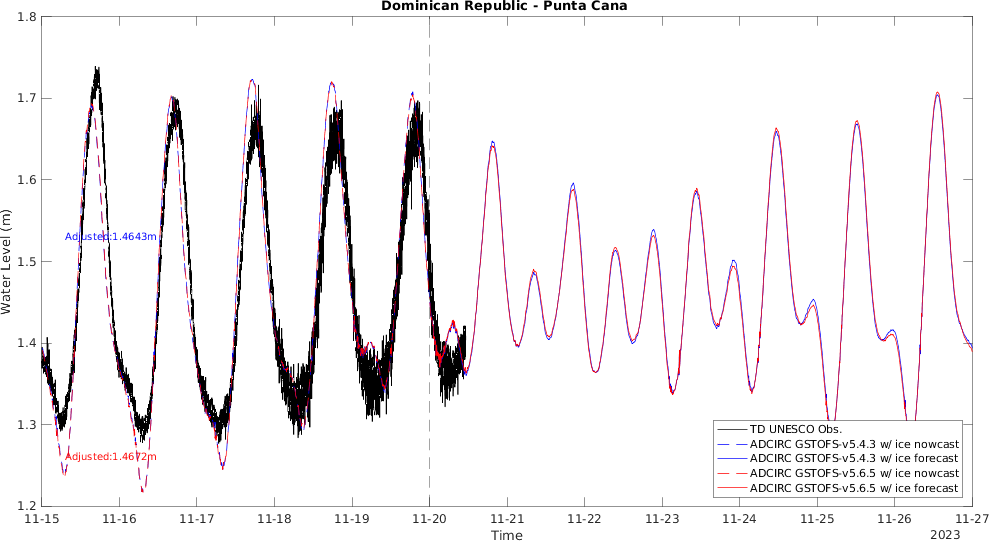 Dominican Republic - Punta Cana
1.8
1.7
1.6
1.5
1.4
1.3
1.2
Water Level (m)
Adjusted:1.4643m
Adjusted:1.4672m
TD UNESCO Obs.
ADCIRC GSTOFS-v5.4.3 w/ ice nowcast
ADCIRC GSTOFS-v5.4.3 w/ ice forecast
ADCIRC GSTOFS-v5.6.5 w/ ice nowcast
ADCIRC GSTOFS-v5.6.5 w/ ice forecast
11-15 11-16 11-17 11-18 11-19 11-20 11-21 11-22 11-23 11-24 11-25 11-26 11-27
Time
2023